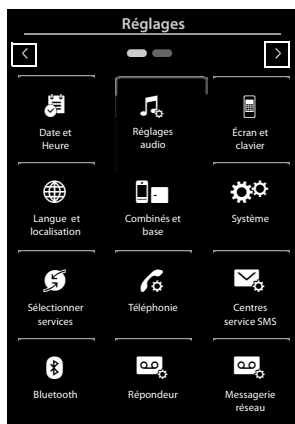 Réglages
Date et
Heure
Réglages
audio
Écran et
clavier
Langue et
localisation
Combinés et
base
Système
Sélectionner
services
Téléphonie
Centres
service SMS
Bluetooth
Répondeur
Messagerie
réseau